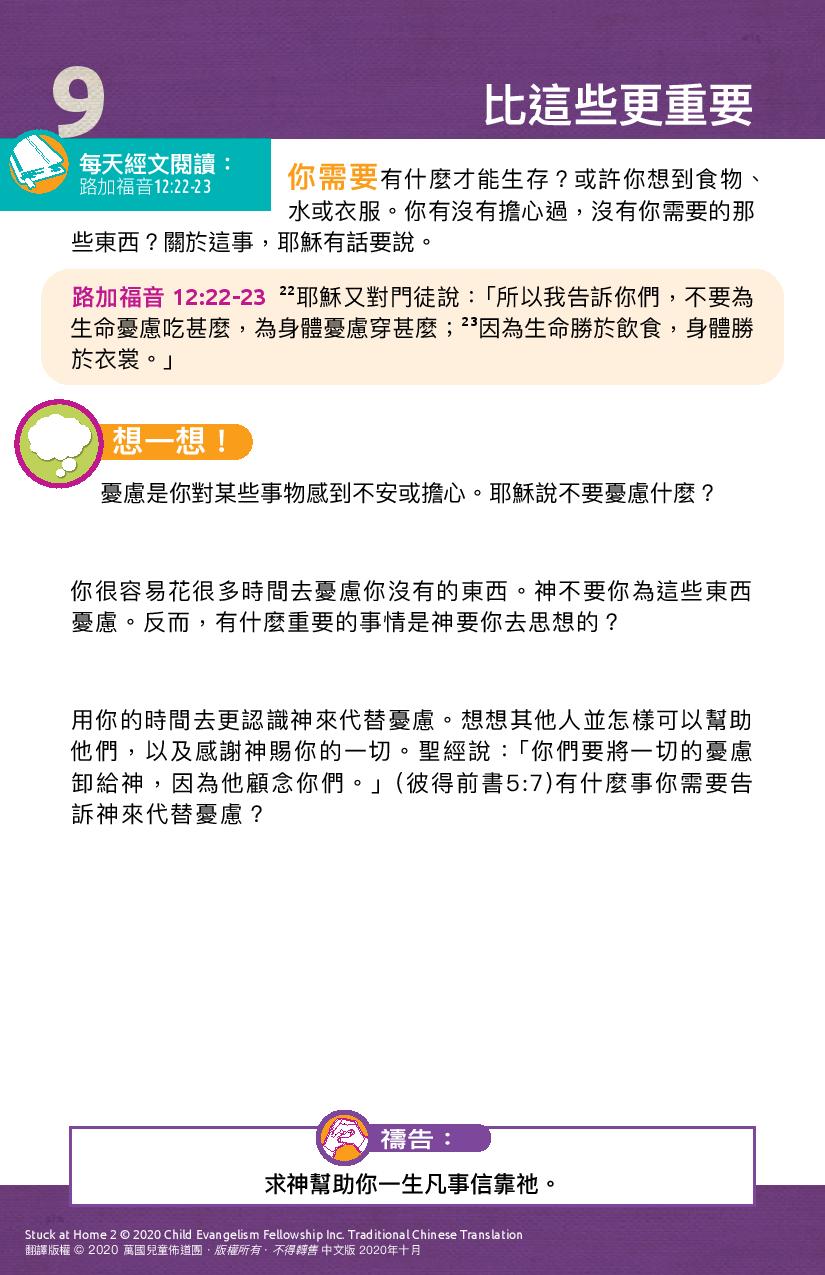 9
比這些更重要
每天經文閱讀：
路加福音12:22-23
你需要有什麼才能生存？或許你想到食物、
水或衣服。你有沒有擔心過，沒有你需要的那
些東西？關於這事，耶穌有話要說。
路加福音 12:22-23 ²²耶穌又對門徒說：「所以我告訴你們，不要為
生命憂慮吃甚麼，為身體憂慮穿甚麼；²³因為生命勝於飲食，身體勝
於衣裳。」
想一想！
憂慮是你對某些事物感到不安或擔心。耶穌說不要憂慮什麼？
你很容易花很多時間去憂慮你沒有的東西。神不要你為這些東西
憂慮。反而，有什麼重要的事情是神要你去思想的？
用你的時間去更認識神來代替憂慮。想想其他人並怎樣可以幫助
他們，以及感謝神賜你的一切。聖經說：「你們要將一切的憂慮
卸給神，因為他顧念你們。」(彼得前書5:7)有什麼事你需要告
訴神來代替憂慮？
禱告：
求神幫助你一生凡事信靠祂。
Stuck at Home 2 © 2020 Child Evangelism Fellowship Inc. Traditional Chinese Translation
翻譯版權 © 2020 萬國兒童佈道團．版權所有．不得轉售 中文版 2020年十月